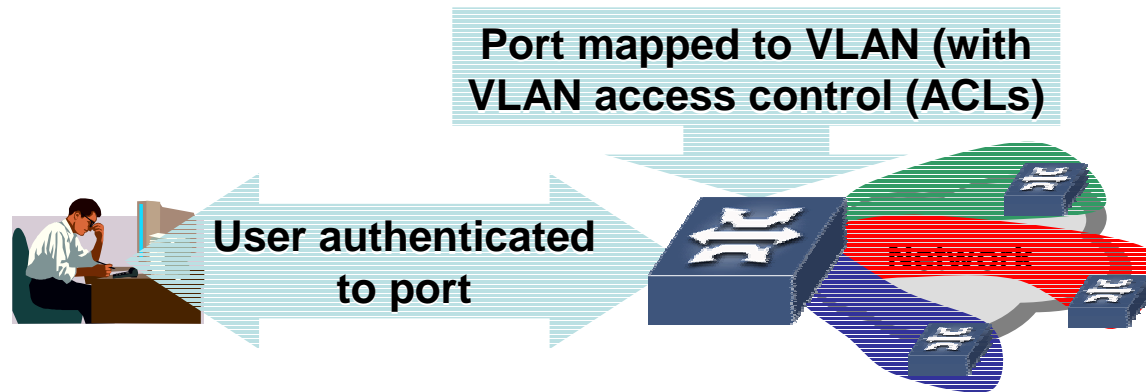 Port mapped to VLAN (with
VLAN access control (ACLs)
User authenticated
to port
Network